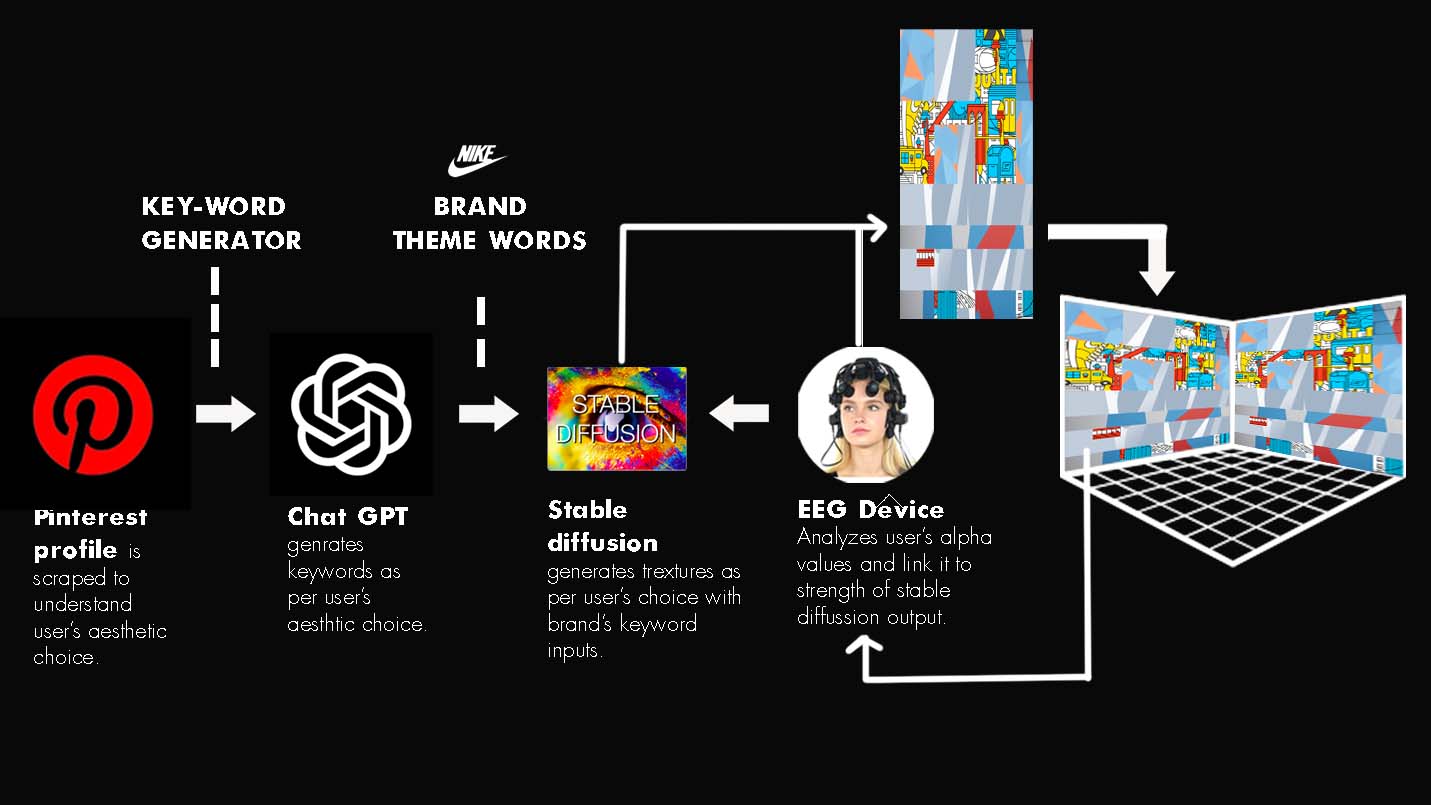 NIKE
KEY-WORD
GENERATOR
BRAND
THEME WORDS
STABLE
DIFFUSION
Pinterest
profile is
scraped to
understand
user's aesthetic
choice.
Chat GPT
genrates
keywords as
per user's
aesthtic choice.
Stable
diffusion
generates trextures as
per user's choice with
brand's keyword
inputs.
EEG Device
Analyzes user's alpha
values and link it to
strength of stable
diffussion output.